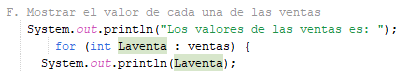 F. Mostrar el valor de cada una de las ventas
System.out.println("Los valores de las ventas es: ");
for (int Laventa : ventas) {
System.out.println(Laventa);